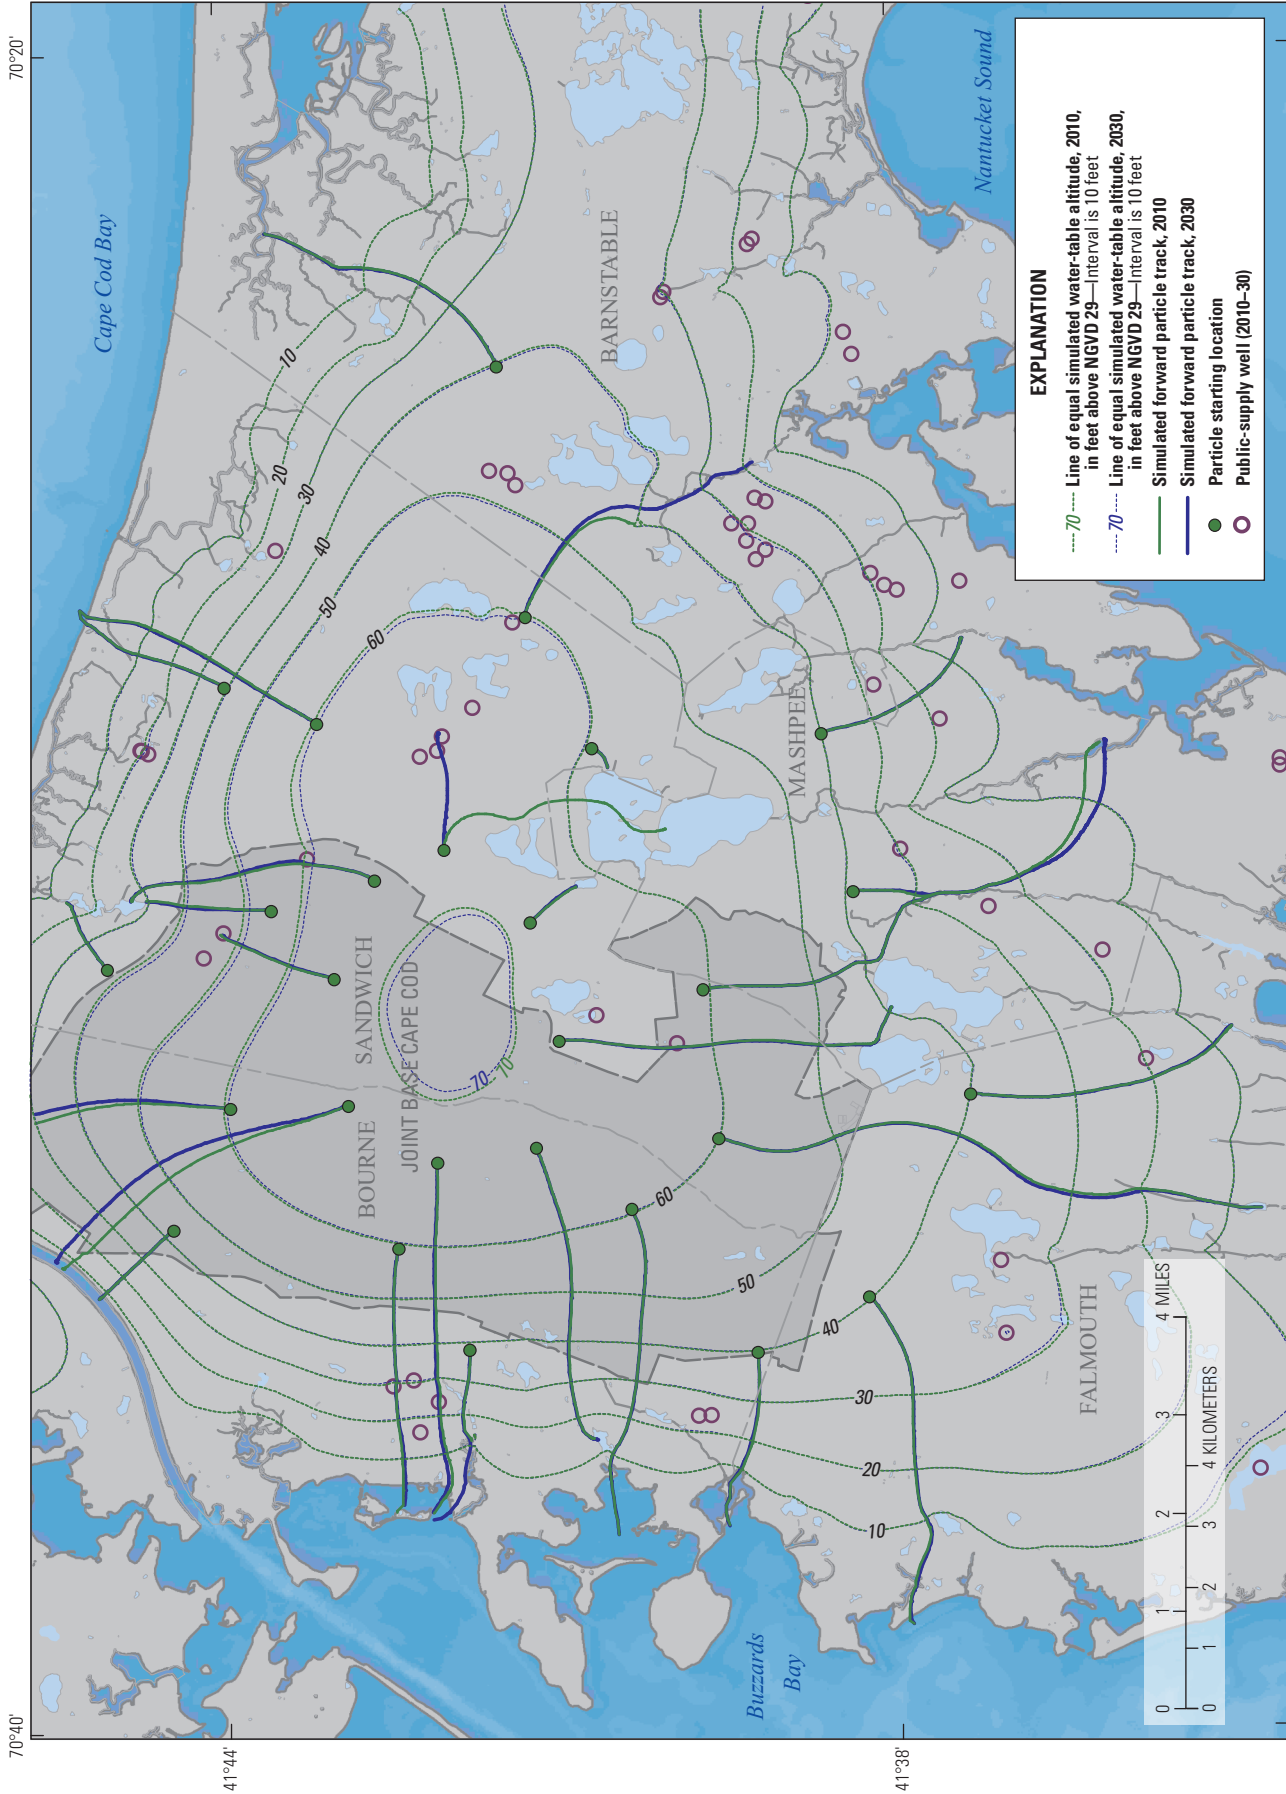 70°20'
70°40'
41°44'
41°38'
Cape Cod Bay
Nantucket Sound
Buzzards
Bay
BARNSTABLE
SANDWICH
BOURNE
JOINT BASE CAPE COD
MASHPEE
FALMOUTH
10
20
30
40
50
60
70
70
60
50
40
30
20
10
EXPLANATION
70
Line of equal simulated water-table altitude, 2010,
in feet above NGVD 29—Interval is 10 feet
70
Line of equal simulated water-table altitude, 2030,
in feet above NGVD 29—Interval is 10 feet
Simulated forward particle track, 2010
Simulated forward particle track, 2030
Particle starting location
Public-supply well (2010–30)
0 1 2 3 4 MILES
0 1 2 3 4 KILOMETERS